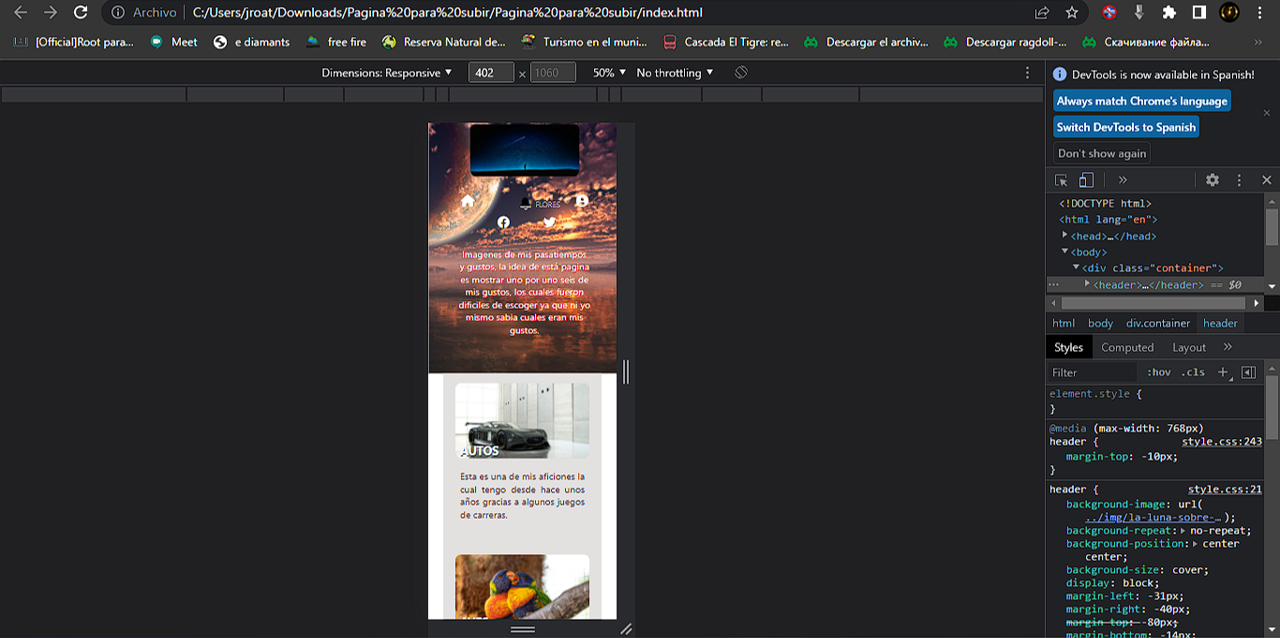 Archivo C:/Users/jroat/Downloads/Pagina%20para%20subir/Pagina%20para%20subir/index.html
[Official]Root para... Meet e diamants free fire Reserva Natural de... Turismo en el muni... Cascada El Tigre: re... Descargar el archiv... Descargar ragdoll-... Скачивание файла... »
Dimensions: Responsive 402 × 1060 50% No throttling
DevTools is now available in Spanish!
Always match Chrome's language
Switch DevTools to Spanish
Don't show again
»
<!DOCTYPE html>
<html lang="en">
<head>…</head>
<body>
<div class="container">
<header>…</header> == $0
html body div.container header
Styles Computed Layout »
Filter :hov .cls +
element.style {
}
@media (max-width: 768px)
header { style.css:243
margin-top: -10px;
}
header { style.css:21
background-image: url(
../img/la-luna-sobre-… );
background-repeat: no-repeat;
background-position: center
center;
background-size: cover;
display: block;
margin-left: -31px;
margin-right: -40px;
margin-top: -80px;
margin-bottom: -14px;
FLORES
Imagenes de mis pasatiempos
y gustos, la idea de está pagina
es mostrar uno por uno seis de
mis gustos, los cuales fueron
dificiles de escoger ya que ni yo
mismo sabia cuales eran mis
gustos.
AUTOS
Esta es una de mis aficiones la
cual tengo desde hace unos
años gracias a algunos juegos
de carreras.